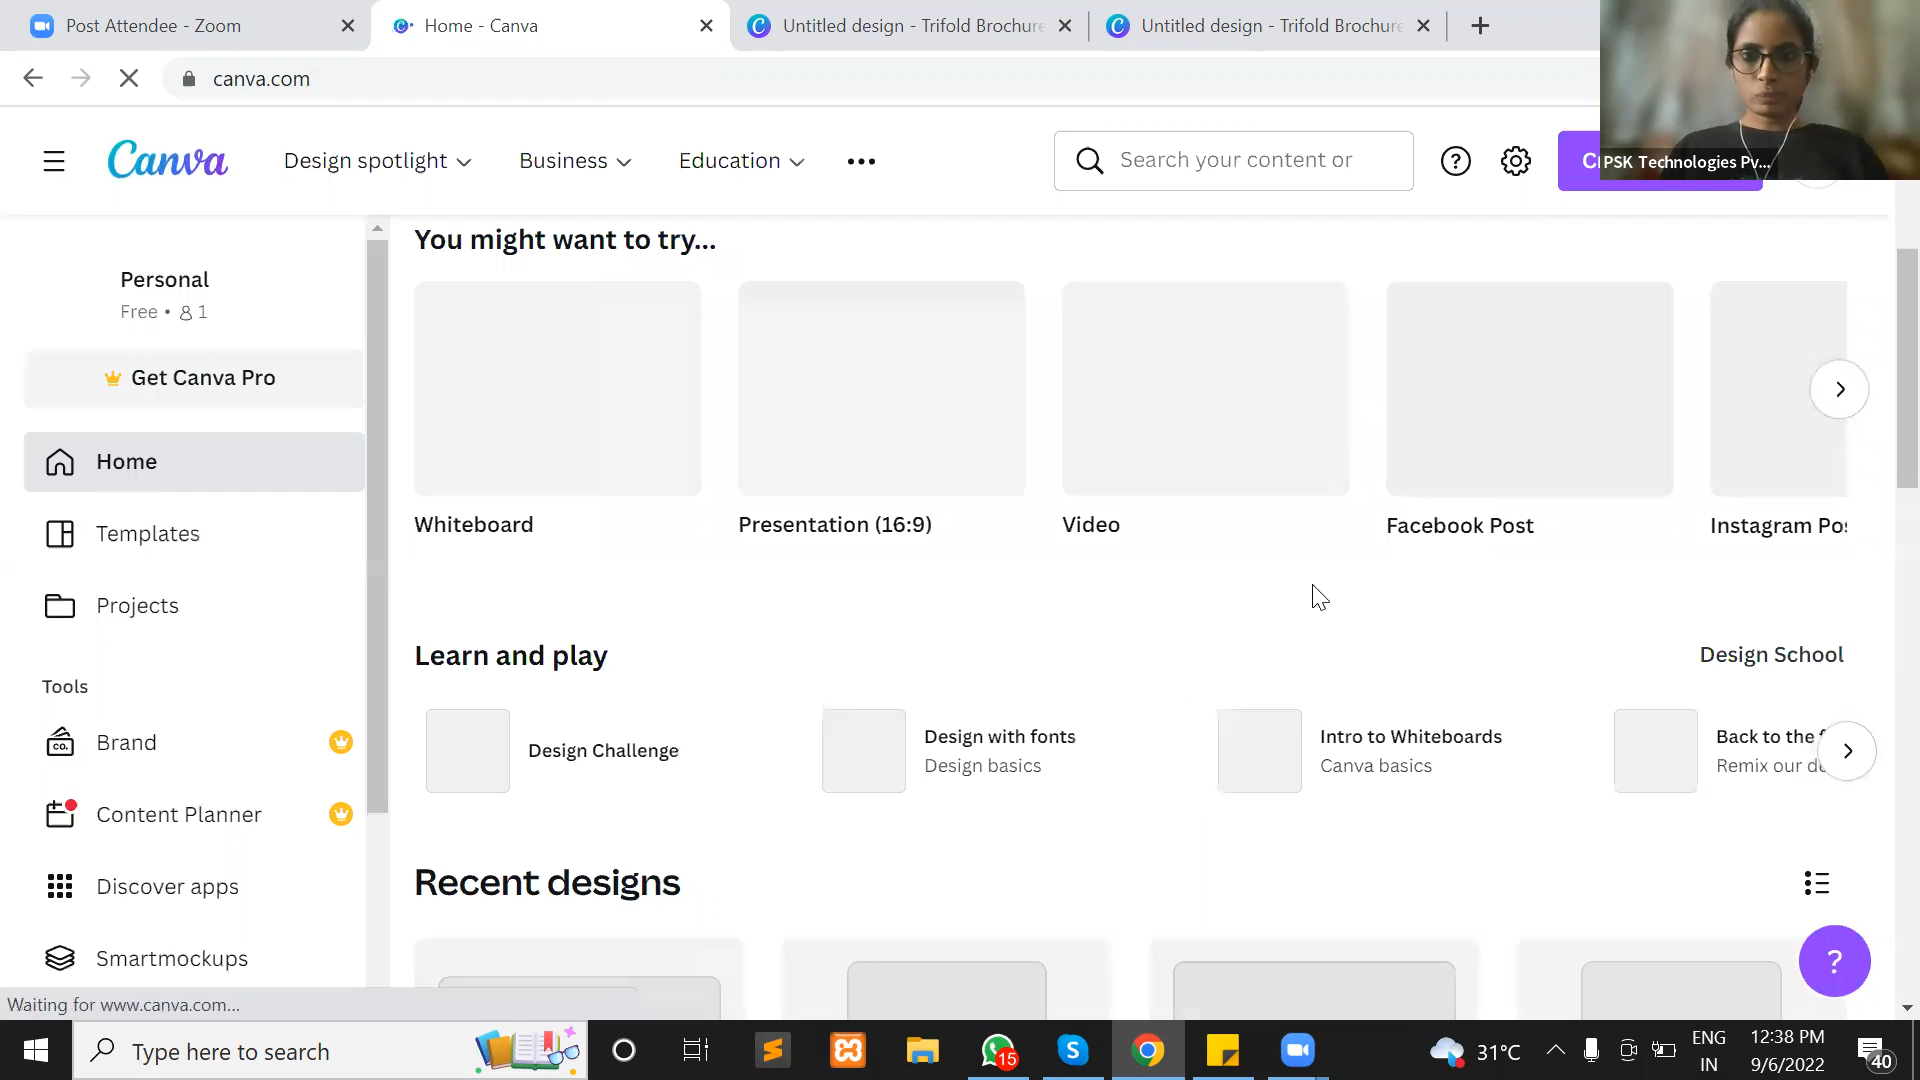 Post Attendee - Zoom
Home - Canva
Untitled design - Trifold Brochure
Untitled design - Trifold Brochure
canva.com
Canva
Design spotlight
Business
Education
Search your content or
PSK Technologies Pv...
Personal
Free • 1
Get Canva Pro
Home
Templates
Projects
Tools
CO.
Brand
Content Planner
Discover apps
Smartmockups
You might want to try...
Whiteboard
Presentation (16:9)
Video
Facebook Post
Instagram Pos
Learn and play
Design School
Design Challenge
Design with fonts
Design basics
Intro to Whiteboards
Canva basics
Back to the
Remix our d
Recent designs
?
Waiting for www.canva.com...
Type here to search
15
31°C
ENG
IN
12:38 PM
9/6/2022
40